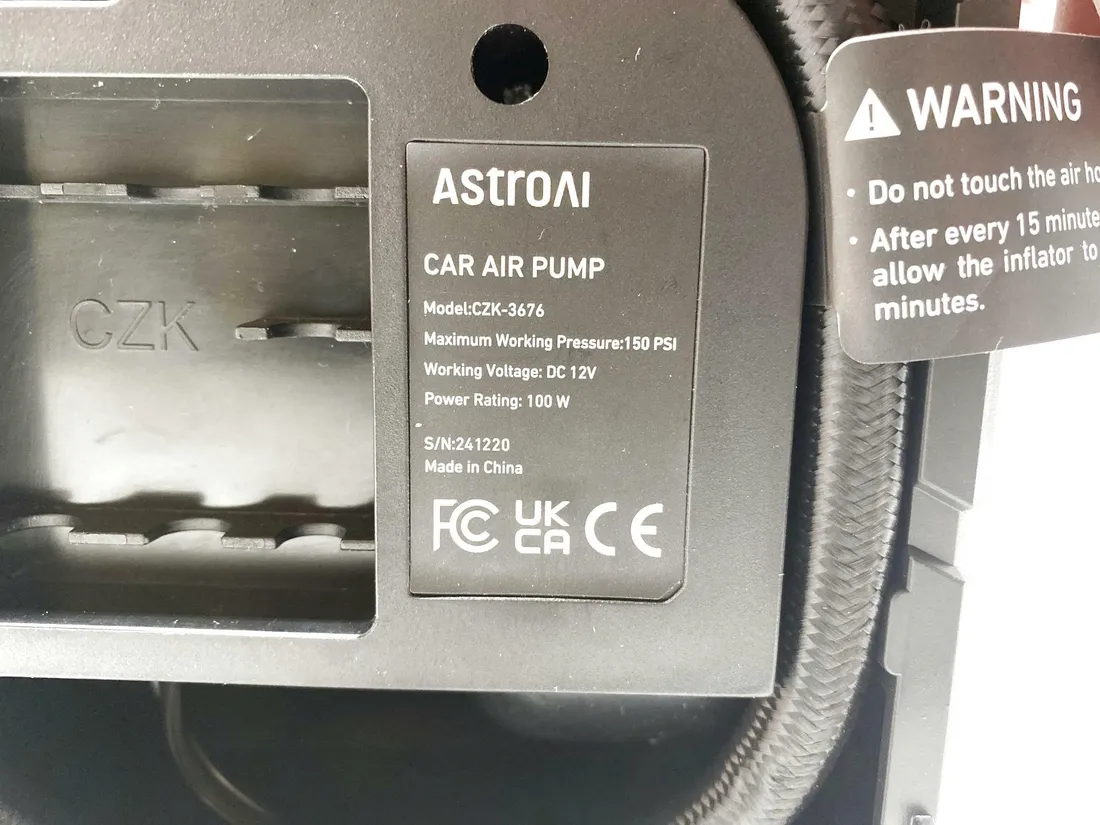 AstroAI
CAR AIR PUMP
Model:CZK-3676
Maximum Working Pressure:150 PSI
Working Voltage: DC 12V
Power Rating: 100 W
S/N:241220
Made in China
FC
UK
CA
CE
CZK
WARNING
• Do not touch the air
• After every 15
allow the inflator to
minutes.